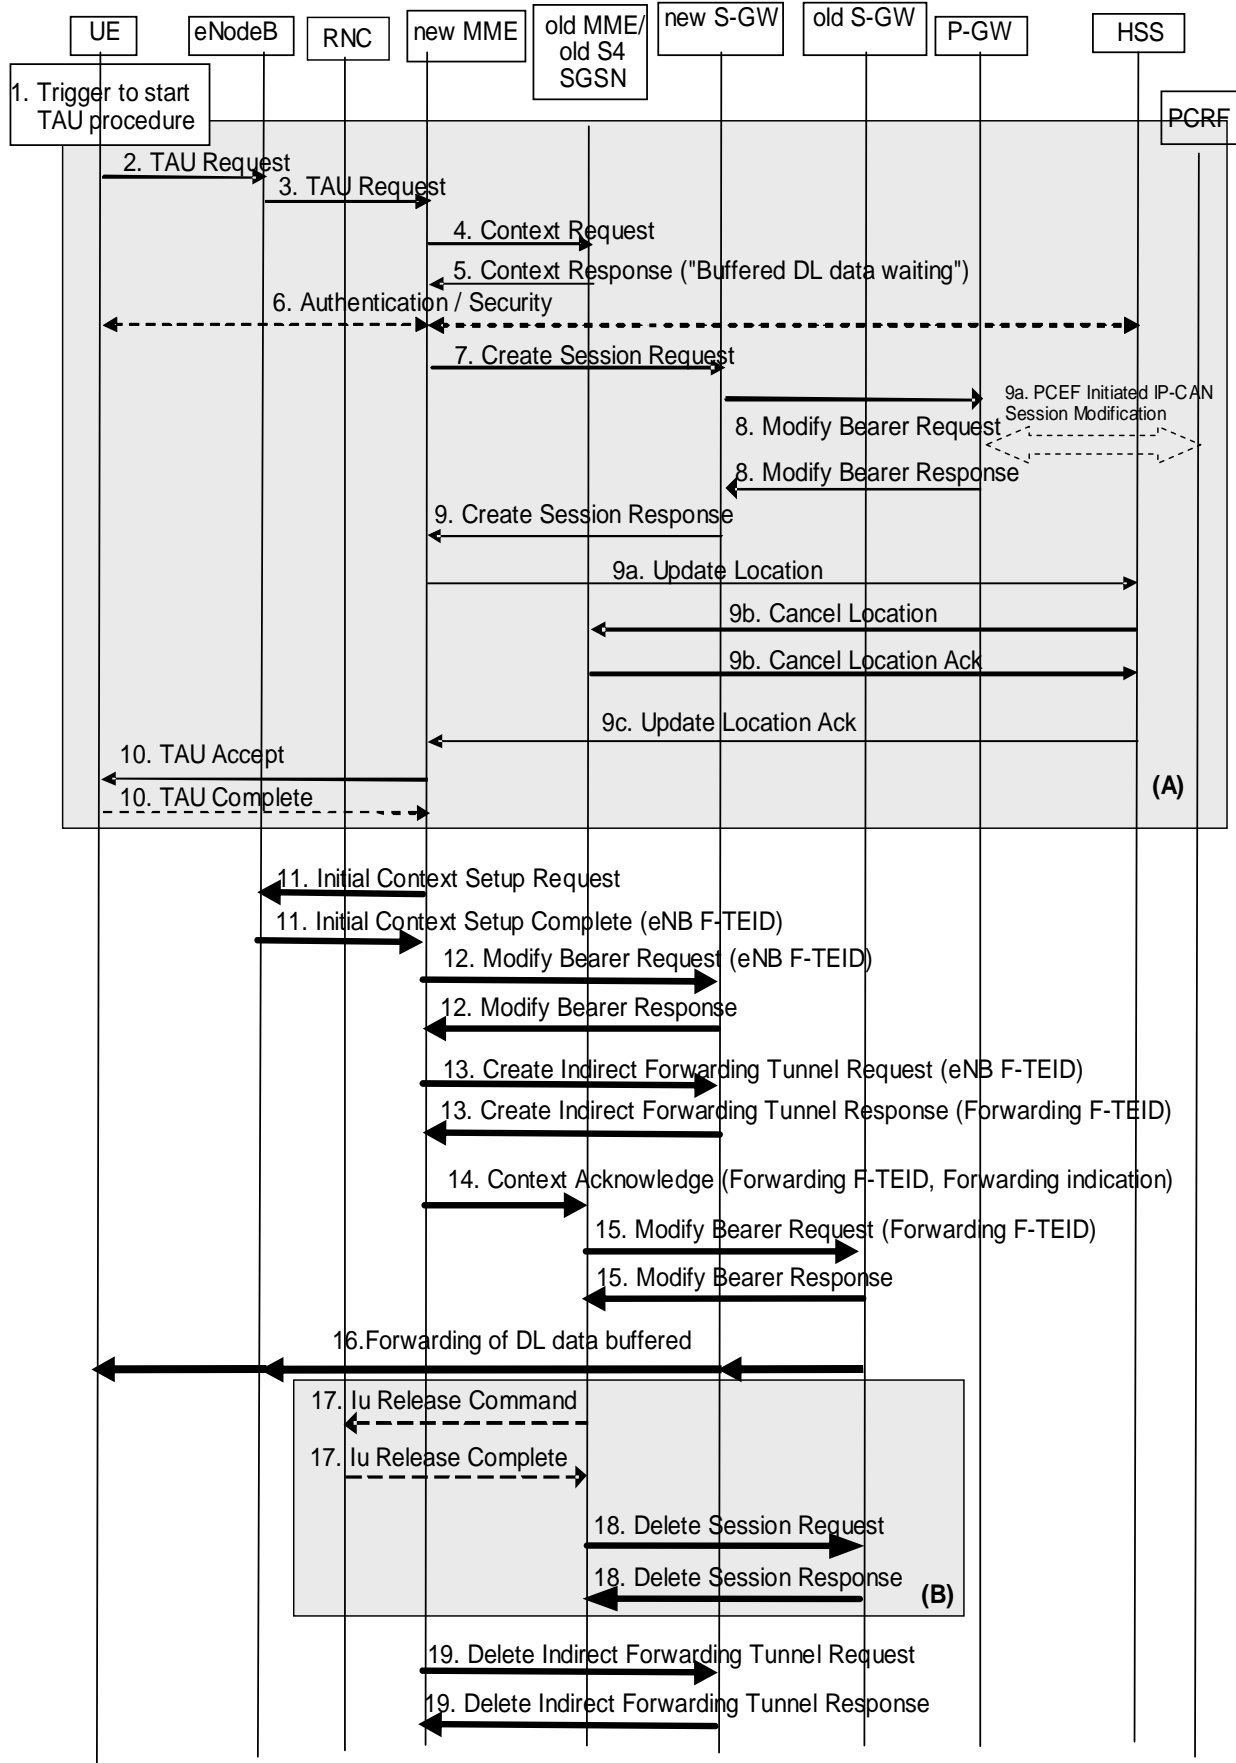 UE
eNodeB
RNC
new MME
old MME/
old S4
SGSN
new S-GW
old S-GW
P-GW
HSS
PCRF
1. Trigger to start
TAU procedure
2. TAU Request
3. TAU Request
4. Context Request
5. Context Response ("Buffered DL data waiting")
6. Authentication / Security
7. Create Session Request
9a. PCEF Initiated IP-CAN
Session Modification
8. Modify Bearer Request
8. Modify Bearer Response
9. Create Session Response
9a. Update Location
9b. Cancel Location
9b. Cancel Location Ack
9c. Update Location Ack
10. TAU Accept
10. TAU Complete
(A)
11. Initial Context Setup Request
11. Initial Context Setup Complete (eNB F-TEID)
12. Modify Bearer Request (eNB F-TEID)
12. Modify Bearer Response
13. Create Indirect Forwarding Tunnel Request (eNB F-TEID)
13. Create Indirect Forwarding Tunnel Response (Forwarding F-TEID)
14. Context Acknowledge (Forwarding F-TEID, Forwarding indication)
15. Modify Bearer Request (Forwarding F-TEID)
15. Modify Bearer Response
16.Forwarding of DL data buffered
17. Iu Release Command
17. Iu Release Complete
18. Delete Session Request
18. Delete Session Response
(B)
19. Delete Indirect Forwarding Tunnel Request
19. Delete Indirect Forwarding Tunnel Response